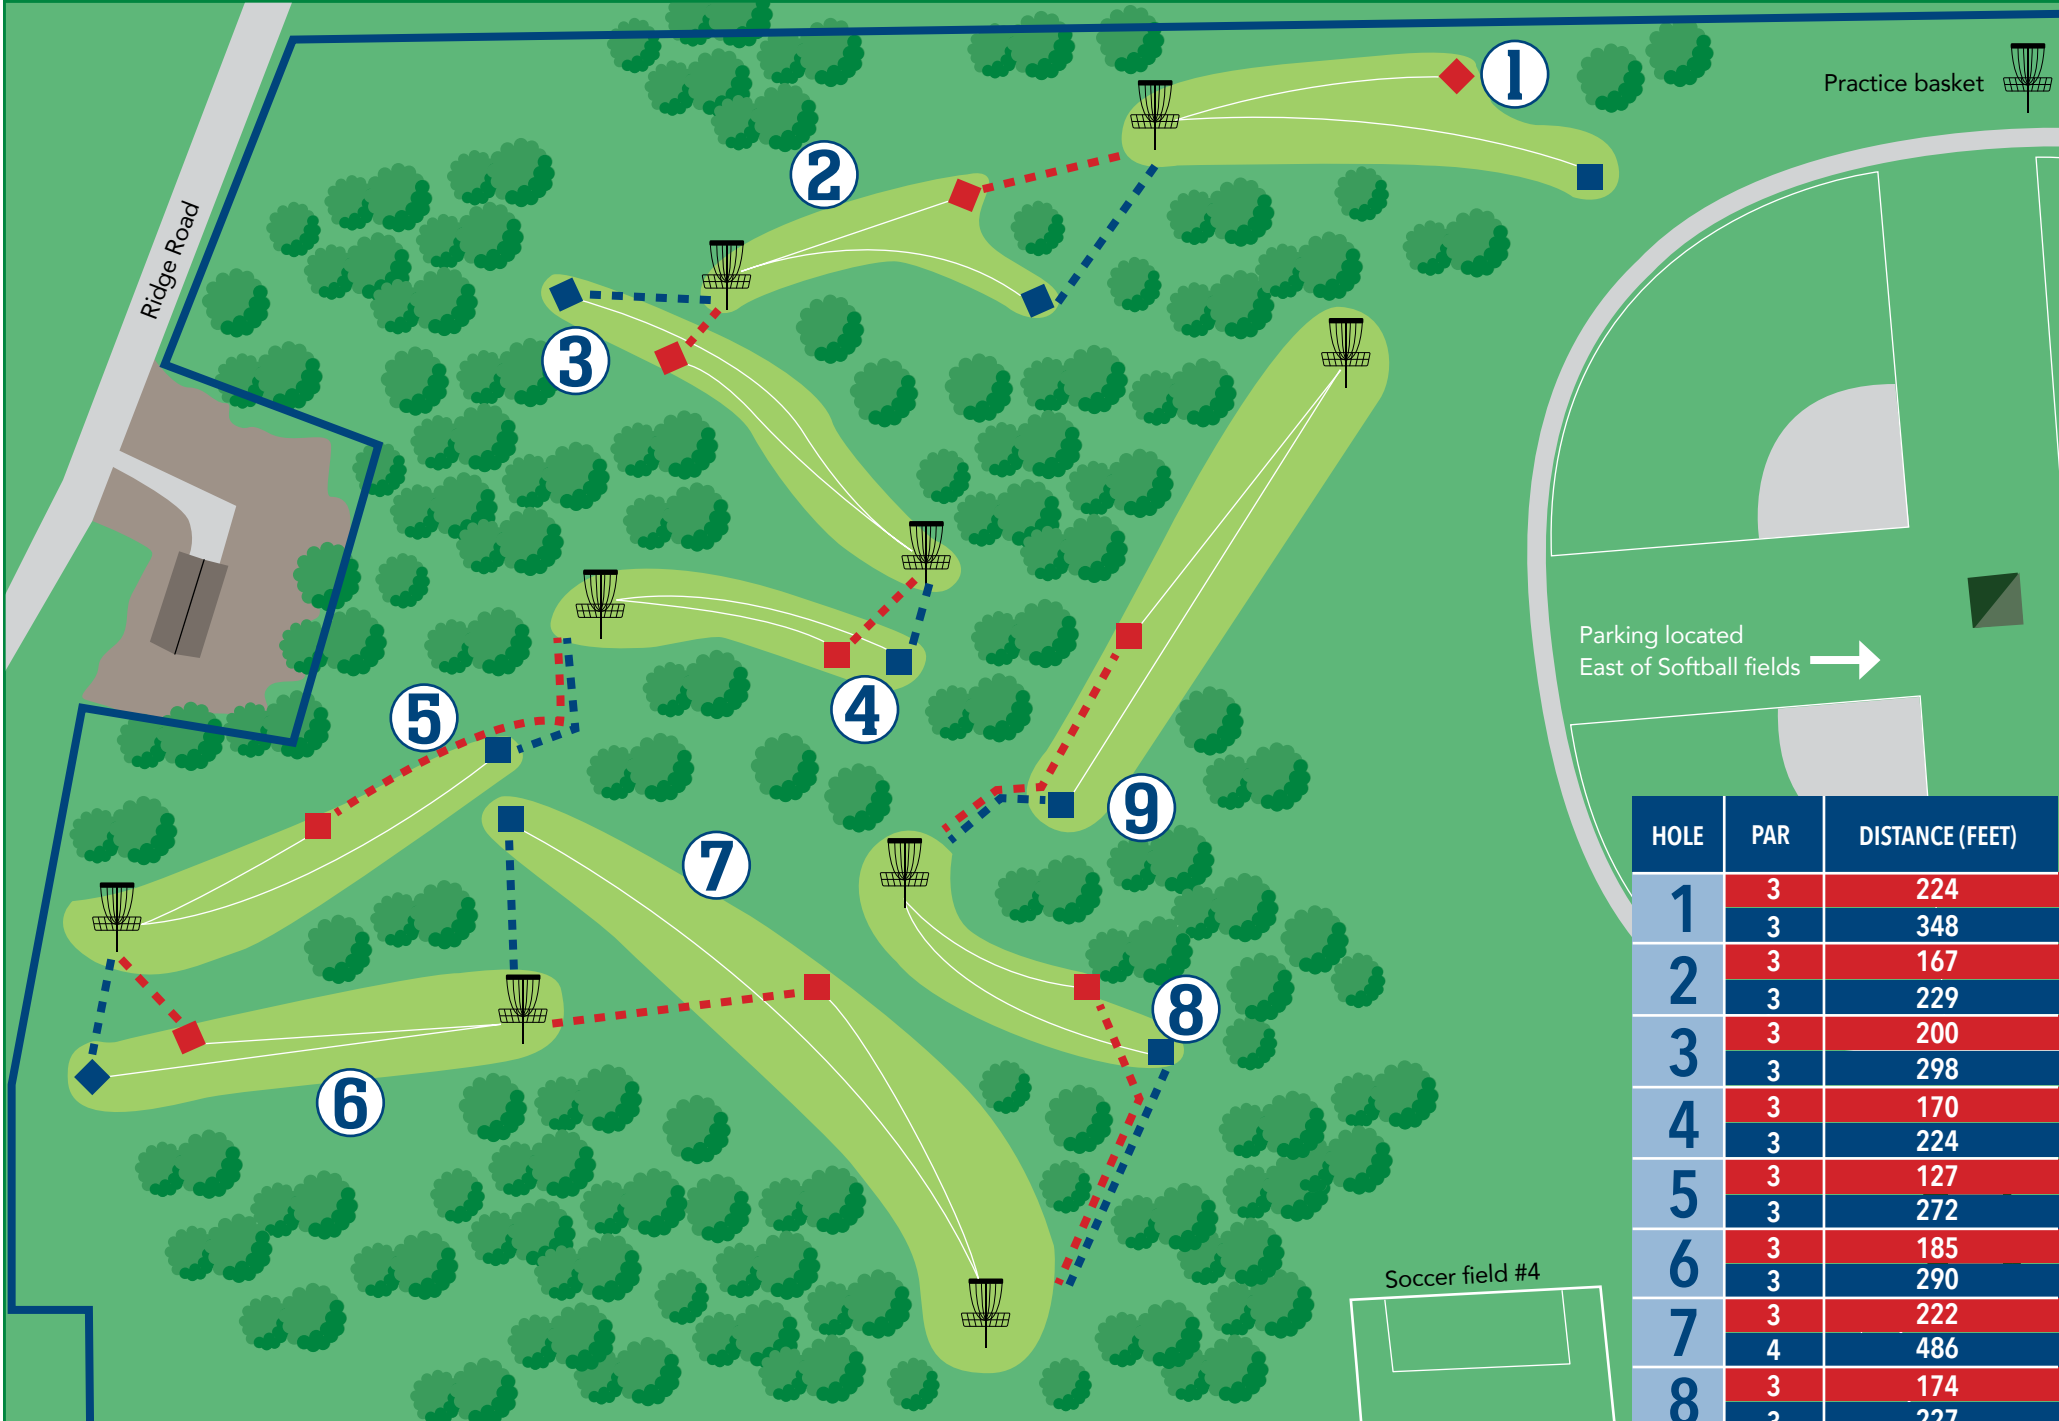 1
Practice basket
2
Ridge Road
3
Parking located
East of Softball fields
4
5
9
7
8
6
Soccer field #4
HOLE PAR DISTANCE (FEET)
1 3 224
3 348
2 3 167
3 229
3 3 200
3 298
4 3 170
3 224
5 3 127
3 272
6 3 185
3 290
7 3 222
4 486
8 3 174
3 227